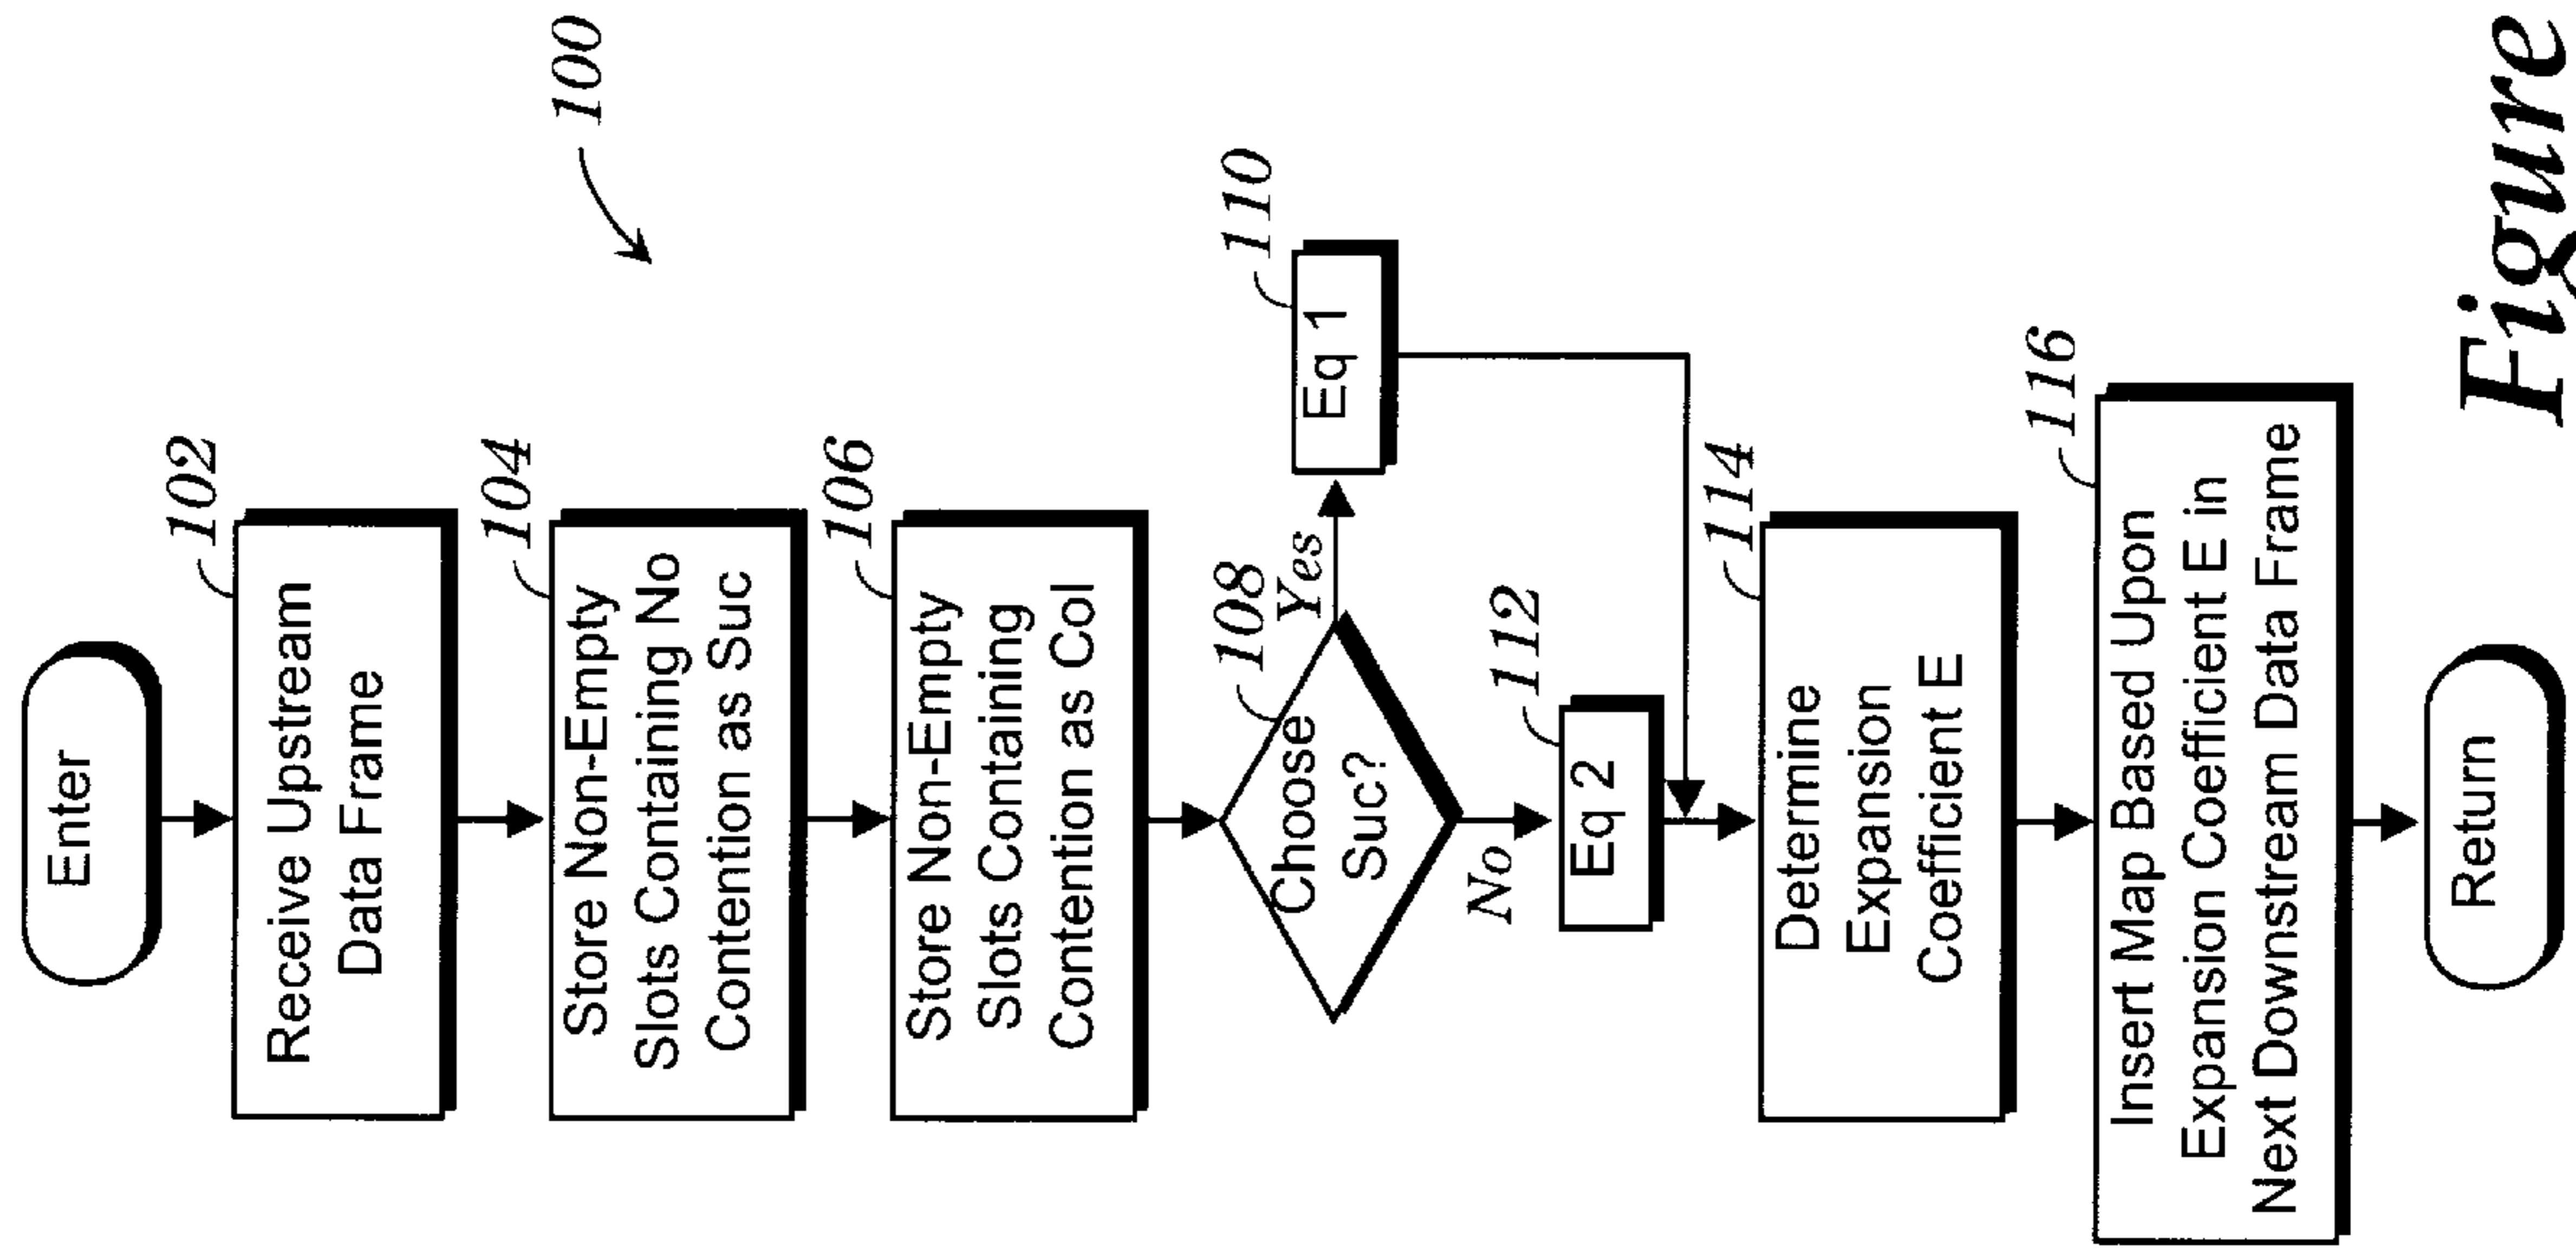 100
Enter
102
Receive Upstream
Data Frame
104
Store Non-Empty
Slots Containing No
Contention as Suc
106
Store Non-Empty
Slots Containing
Contention as Col
108
Choose
Suc?
Yes
110
Eq 1
No
112
Eq 2
114
Determine
Expansion
Coefficient E
116
Insert Map Based Upon
Expansion Coefficient E in
Next Downstream Data Frame
Return
Figure